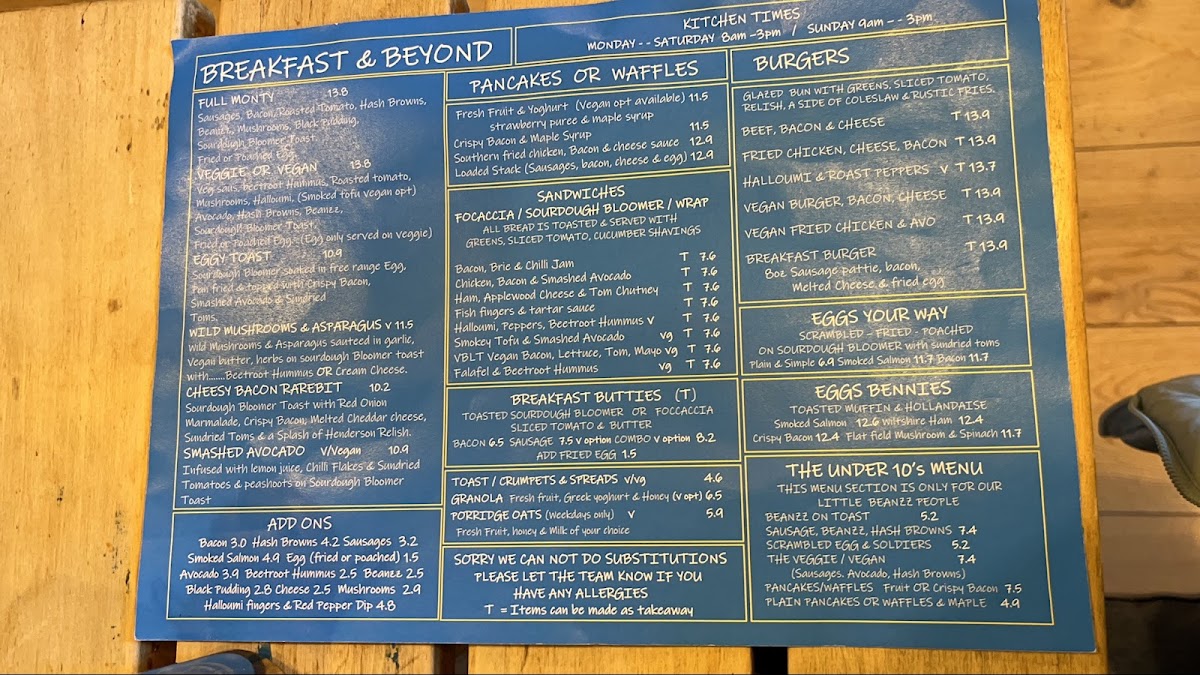 BREAKFAST & BEYOND
FULL MONTY 13.8
Sausages, Bacon, Roasted Tomato, Hash Browns,
Beanzz, Mushrooms, Black Pudding,
Sourdough Bloomer Toast,
Fried or Poached Egg
VEGGIE OR VEGAN 13.8
Veg saus, Beetroot Hummus, Roasted tomato,
Mushrooms, Halloumi, (Smoked tofu vegan opt)
Avocado, Hash Browns, Beanzz,
Sourdough Bloomer Toast,
Fried or Poached Eggs (Egg only served on veggie)
EGGY TOAST 10.9
Sourdough Bloomer soaked in free range Egg,
Pan fried & topped with Crispy Bacon,
Smashed Avocado & Sundried
Toms.
WILD MUSHROOMS & ASPARAGUS v 11.5
Wild Mushrooms & Asparagus sauteed in garlic,
Vegan butter, herbs on sourdough Bloomer toast
with.......Beetroot Hummus OR Cream Cheese.
CHEESY BACON RAREBIT 10.2
Sourdough Bloomer Toast with Red Onion
Marmalade, Crispy Bacon, Melted Cheddar cheese,
Sundried Toms & a Splash of Henderson Relish.
SMASHED AVOCADO V/Vegan 10.9
Infused with lemon juice, Chilli Flakes & Sundried
Tomatoes & peashoots on Sourdough Bloomer
Toast
ADD ONS
Bacon 3.0 Hash Browns 4.2 Sausages 3.2
Smoked Salmon 4.9 Egg (fried or poached) 1.5
Avocado 3.9 Beetroot Hummus 2.5 Beanzz 2.5
Black Pudding 2.8 Cheese 2.5 Mushrooms 2.9
Halloumi fingers & Red Pepper Dip 4.8
KITCHEN TIMES
MONDAY - - SATURDAY 8am -3pm / SUNDAY 9am - - 3pm
PANCAKES OR WAFFLES
Fresh Fruit & Yoghurt (Vegan opt available) 11.5
strawberry puree & maple syrup
Crispy Bacon & Maple Syrup 11.5
Southern fried chicken, Bacon & cheese sauce 12.9
Loaded Stack (Sausages, bacon, cheese & egg) 12.9
SANDWICHES
FOCACCIA / SOURDOUGH BLOOMER / WRAP
ALL BREAD IS TOASTED & SERVED WITH
GREENS, SLICED TOMATO, CUCUMBER SHAVINGS
Bacon, Brie & Chilli Jam T 7.6
Chicken, Bacon & Smashed Avocado T 7.6
Ham, Applewood Cheese & Tom Chutney T 7.6
Fish fingers & tartar sauce T 7.6
Halloumi, Peppers, Beetroot Hummus v T 7.6
Smokey Tofu & Smashed Avocado vg T 7.6
VBLT Vegan Bacon, Lettuce, Tom, Mayo vg T 7.6
Falafel & Beetroot Hummus vg T 7.6
BREAKFAST BUTTIES (T)
TOASTED SOURDOUGH BLOOMER OR FOCCACCIA
SLICED TOMATO & BUTTER
BACON 6.5 SAUSAGE 7.5 v option COMBO v option 8.2
ADD FRIED EGG 1.5
TOAST / CRUMPETS & SPREADS v/vg 4.6
GRANOLA Fresh fruit, Greek yoghurt & Honey (v opt) 6.5
PORRIDGE OATS (weekdays only) v 5.9
Fresh Fruit, honey & Milk of your choice
SORRY WE CAN NOT DO SUBSTITUTIONS
PLEASE LET THE TEAM KNOW IF YOU
HAVE ANY ALLERGIES
T = Items can be made as takeaway
BURGERS
GLAZED BUN WITH GREENS, SLICED TOMATO,
RELISH, A SIDE OF COLESLAW & RUSTIC FRIES.
BEEF, BACON & CHEESE T 13.9
FRIED CHICKEN, CHEESE, BACON T 13.9
HALLOUMI & ROAST PEPPERS v T 13.7
VEGAN BURGER, BACON, CHEESE T 13.9
VEGAN FRIED CHICKEN & AVO T 13.9
BREAKFAST BURGER T 13.9
8oz Sausage pattie, bacon,
Melted Cheese & fried egg
EGGS YOUR WAY
SCRAMBLED - FRIED - POACHED
ON SOURDOUGH BLOOMER with sundried toms
Plain & Simple 6.9 Smoked Salmon 11.7 Bacon 11.7
EGGS BENNIES
TOASTED MUFFIN & HOLLANDAISE
Smoked Salmon 12.6 Wiltshire Ham 12.4
Crispy Bacon 12.4 Flat field Mushroom & Spinach 11.7
THE UNDER 10's MENU
THIS MENU SECTION IS ONLY FOR OUR
LITTLE BEANZZ PEOPLE
BEANZZ ON TOAST 5.2
SAUSAGE, BEANZZ, HASH BROWNS 7.4
SCRAMBLED EGG & SOLDIERS 5.2
THE VEGGIE / VEGAN 7.4
(Sausages, Avocado, Hash Browns)
PANCAKES/WAFFLES Fruit OR Crispy Bacon 7.5
PLAIN PANCAKES OR WAFFLES & MAPLE 4.9